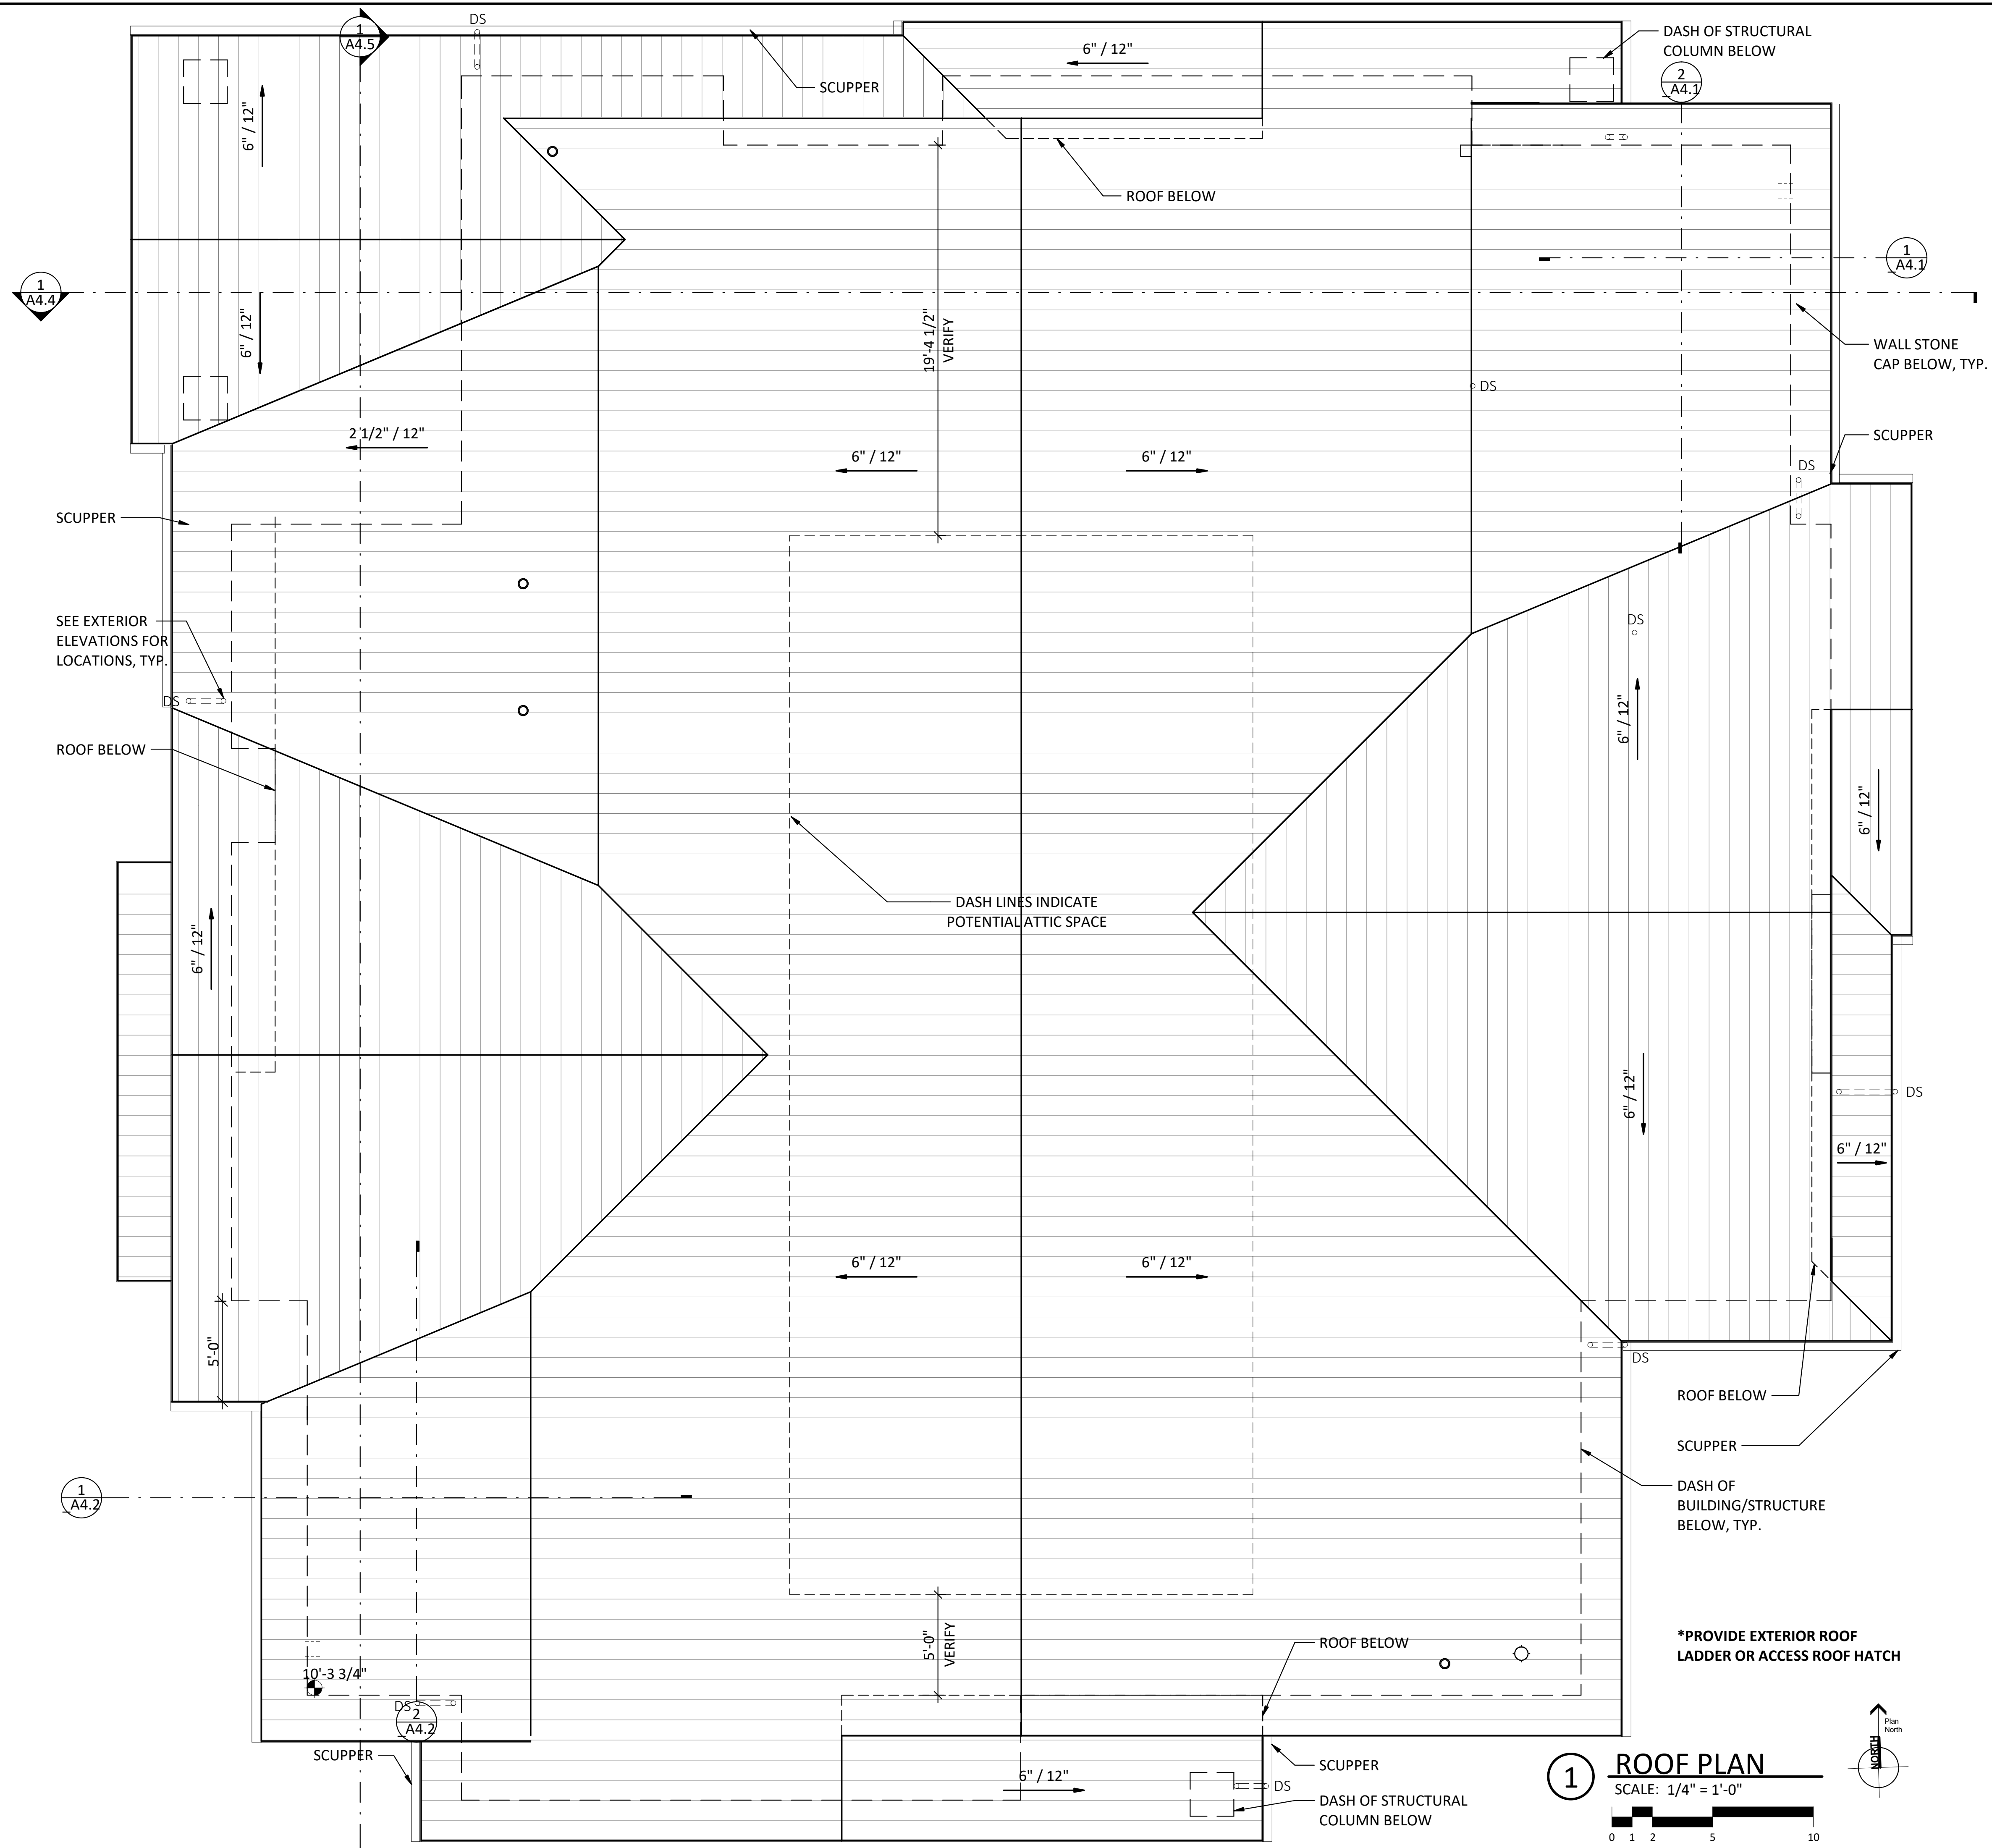 DS
1
A4.5
SCUPPER
6" / 12"
DASH OF STRUCTURAL
COLUMN BELOW
2
A4.1
6" / 12"
ROOF BELOW
1
A4.1
1
A4.4
6" / 12"
19'-4 1/2"
VERIFY
WALL STONE
CAP BELOW, TYP.
DS
2 1/2" / 12"
6" / 12"
6" / 12"
SCUPPER
DS
SCUPPER
SEE EXTERIOR
ELEVATIONS FOR
LOCATIONS, TYP.
DS
DS
6" / 12"
ROOF BELOW
6" / 12"
DASH LINES INDICATE
POTENTIAL ATTIC SPACE
6" / 12"
6" / 12"
DS
6" / 12"
6" / 12"
6" / 12"
5'-0"
DS
ROOF BELOW
SCUPPER
1
A4.2
DASH OF
BUILDING/STRUCTURE
BELOW, TYP.
5'-0"
VERIFY
ROOF BELOW
*PROVIDE EXTERIOR ROOF
LADDER OR ACCESS ROOF HATCH
10'-3 3/4"
DS
2
A4.2
SCUPPER
6" / 12"
SCUPPER
DS
DASH OF STRUCTURAL
COLUMN BELOW
1
ROOF PLAN
SCALE: 1/4" = 1'-0"
0 1 2 5 10
Plan
North
NORTH